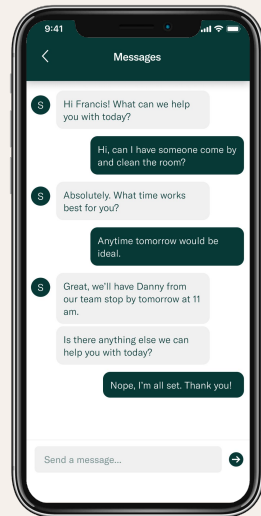 9:41
Messages
S
Hi Francis! What can we help
you with today?
Hi, can I have someone come by
and clean the room?
S
Absolutely. What time works
best for you?
Anytime tomorrow would be
ideal.
S
Great, we'll have Danny from
our team stop by tomorrow at 11
am.
Is there anything else we can
help you with today?
Nope, I'm all set. Thank you!
Send a message...